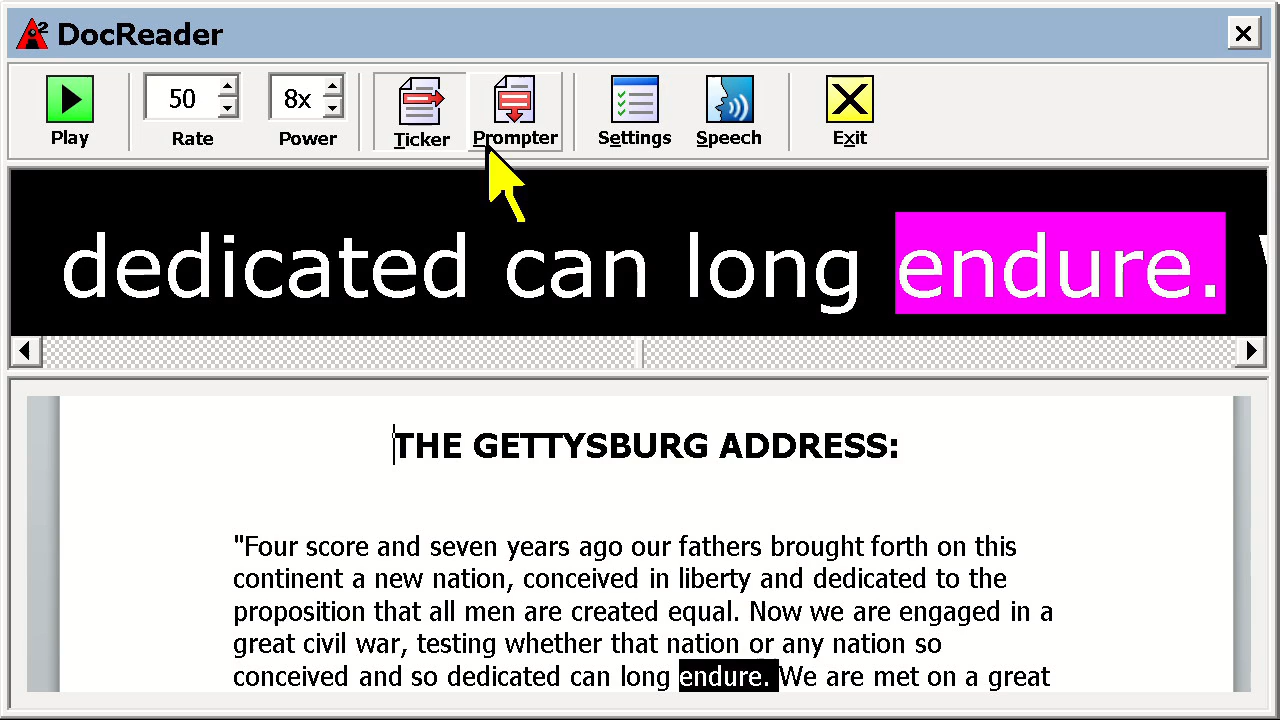 DocReader
50 8x
Play Rate Power Ticker Prompter Settings Speech Exit
dedicated can long endure.
THE GETTYSBURG ADDRESS:
"Four score and seven years ago our fathers brought forth on this
continent a new nation, conceived in liberty and dedicated to the
proposition that all men are created equal. Now we are engaged in a
great civil war, testing whether that nation or any nation so
conceived and so dedicated can long endure. We are met on a great